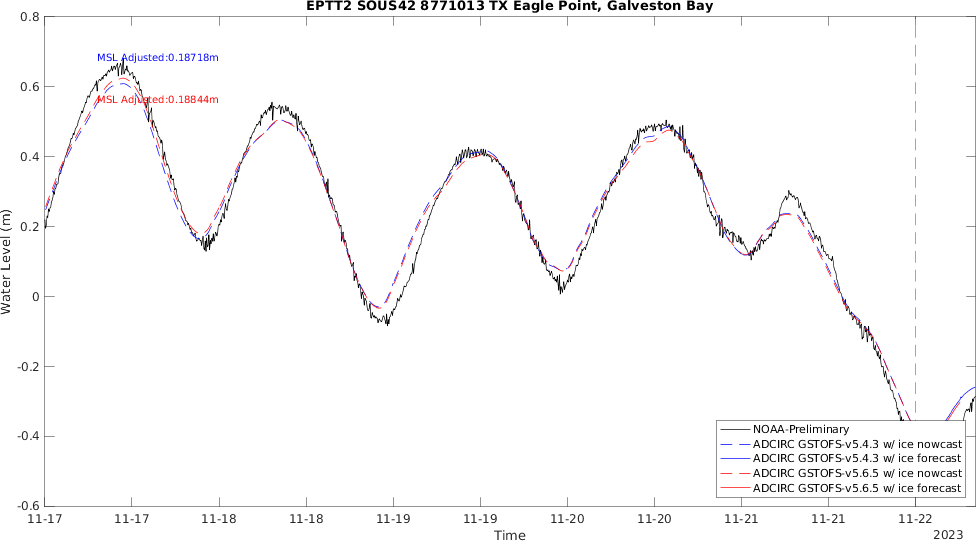 EPTT2 SOUS42 8771013 TX Eagle Point, Galveston Bay
0.8
MSL Adjusted:0.18718m
0.6
MSL Adjusted:0.18844m
0.4
0.2
Water Level (m)
0
-0.2
-0.4
-0.6
NOAA-Preliminary
ADCIRC GSTOFS-v5.4.3 w/ ice nowcast
ADCIRC GSTOFS-v5.4.3 w/ ice forecast
ADCIRC GSTOFS-v5.6.5 w/ ice nowcast
ADCIRC GSTOFS-v5.6.5 w/ ice forecast
11-17 11-17 11-18 11-18 11-19 11-19 11-20 11-20 11-21 11-21 11-22
Time
2023